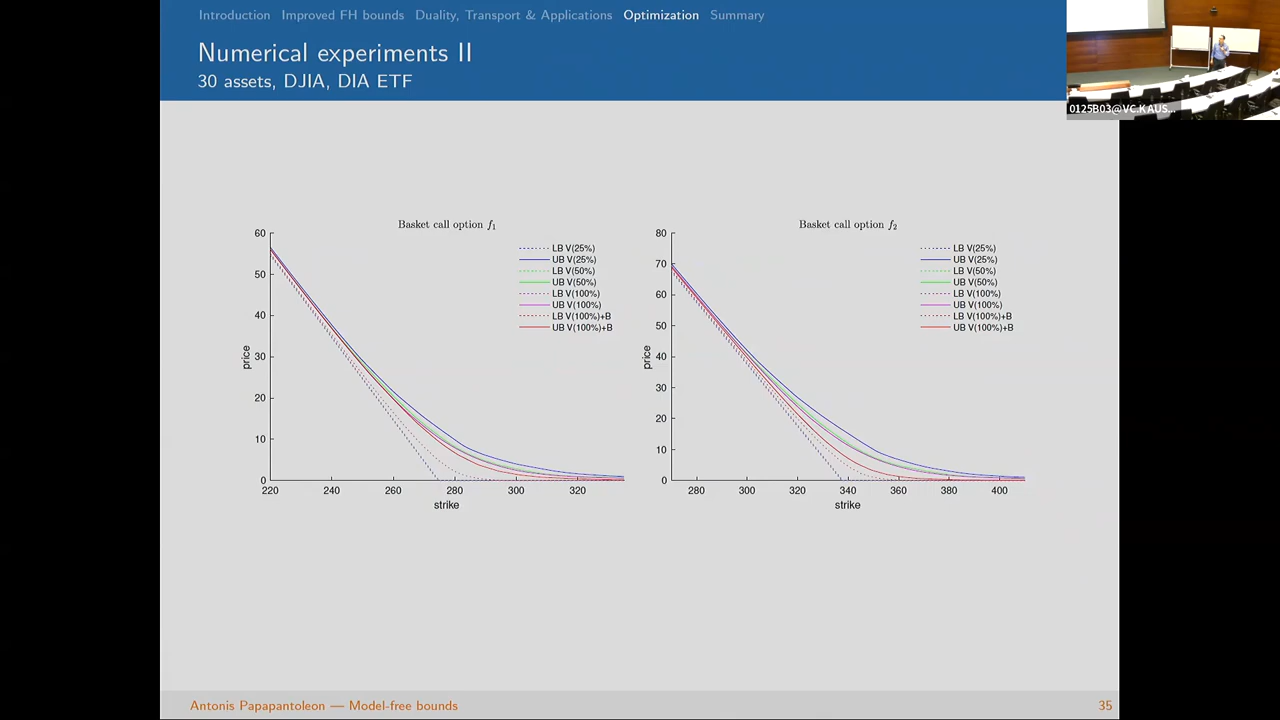 Introduction Improved FH bounds Duality, Transport & Applications Optimization Summary
Numerical experiments II
30 assets, DJIA, DIA ETF
0125B03@VC.KAUS...
Basket call option f1
60
50
40
30
20
10
0
price
220 240 260 280 300 320
strike
LB V(25%)
UB V(25%)
LB V(50%)
UB V(50%)
LB V(100%)
UB V(100%)
LB V(100%)+B
UB V(100%)+B
Basket call option f2
80
70
60
50
40
30
20
10
0
price
280 300 320 340 360 380 400
strike
LB V(25%)
UB V(25%)
LB V(50%)
UB V(50%)
LB V(100%)
UB V(100%)
LB V(100%)+B
UB V(100%)+B
Antonis Papapantoleon — Model-free bounds 35